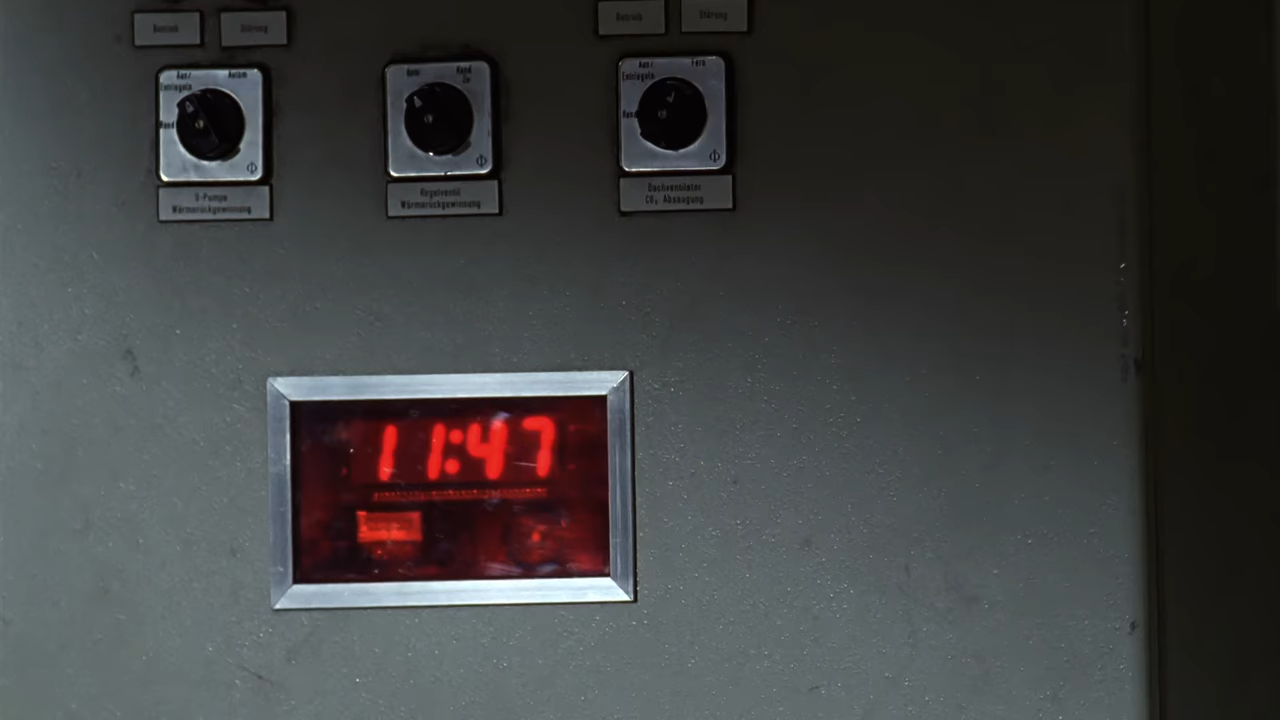 Betrieb Störung
Betrieb Störung
Aus/ Autom
Entriegeln
Hand
Auto Hand
Zu
Aus/ Fern
Entriegeln
Hand
U-Pumpe
Wärmerückgewinnung
Regelventil
Wärmerückgewinnung
Dachventilator
CO₂ Absaugung
11:47